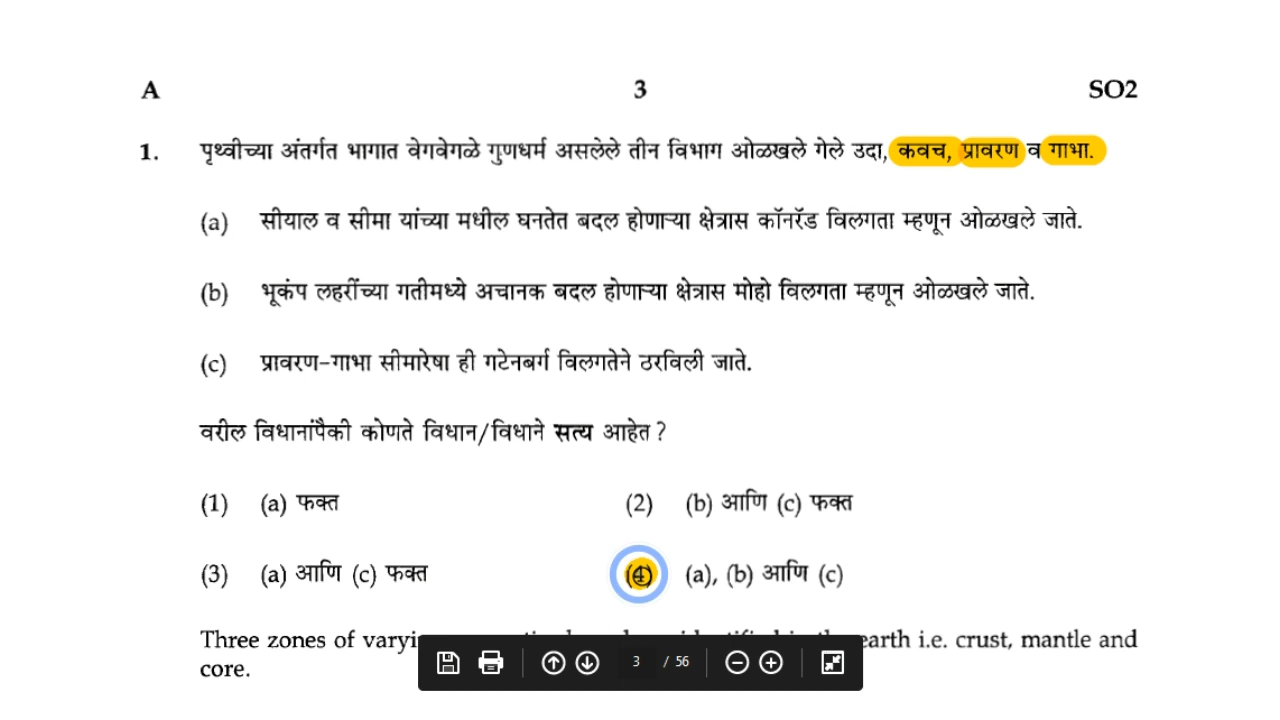 A 3 SO2
1. पृथ्वीच्या अंतर्गत भागात वेगवेगळे गुणधर्म असलेले तीन विभाग ओळखले गेले उदा, कवच, प्रावरण व गाभा.
(a) सीयाल व सीमा यांच्या मधील घनतेत बदल होणाऱ्या क्षेत्रास कॉनरॅड विलगता म्हणून ओळखले जाते.
(b) भूकंप लहरींच्या गतीमध्ये अचानक बदल होणाऱ्या क्षेत्रास मोहो विलगता म्हणून ओळखले जाते.
(c) प्रावरण-गाभा सीमारेषा ही गटेनबर्ग विलगतेने ठरविली जाते.
वरील विधानांपैकी कोणते विधान/विधाने सत्य आहेत ?
(1) (a) फक्त (2) (b) आणि (c) फक्त
(3) (a) आणि (c) फक्त (4) (a), (b) आणि (c)
Three zones of earth i.e. crust, mantle and
core.
3 / 56